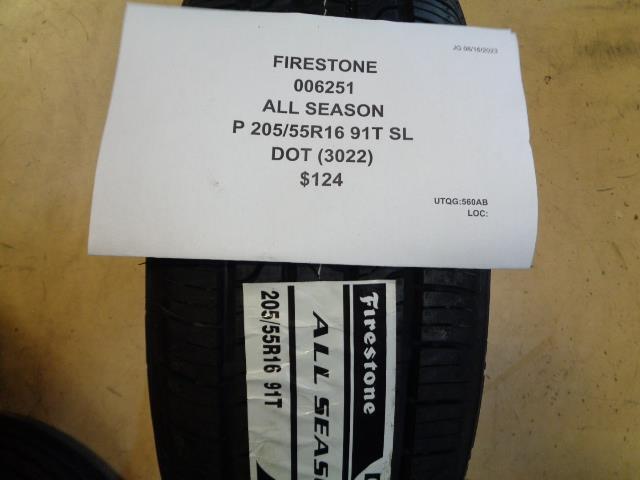 JG 08/16/2023
FIRESTONE
006251
ALL SEASON
P 205/55R16 91T SL
DOT (3022)
$124
UTQG:560AB
LOC:
Firestone
ALL SEAS
205/55R16 91T